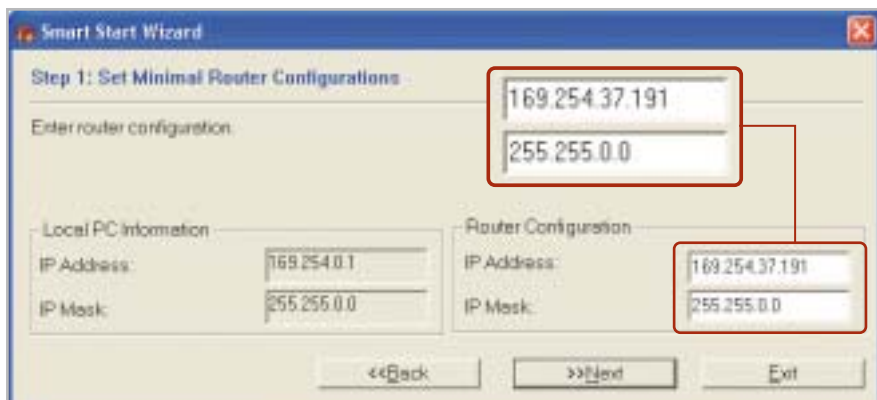 Smart Start Wizard
Step 1: Set Minimal Router Configurations
169.254.37.191
Enter router configuration.
255.255.0.0
Local PC Information
Router Configuration
IP Address: 169.254.0.1 IP Address: 169.254.37.191
IP Mask: 255.255.0.0 IP Mask: 255.255.0.0
<<Back >>Next Exit